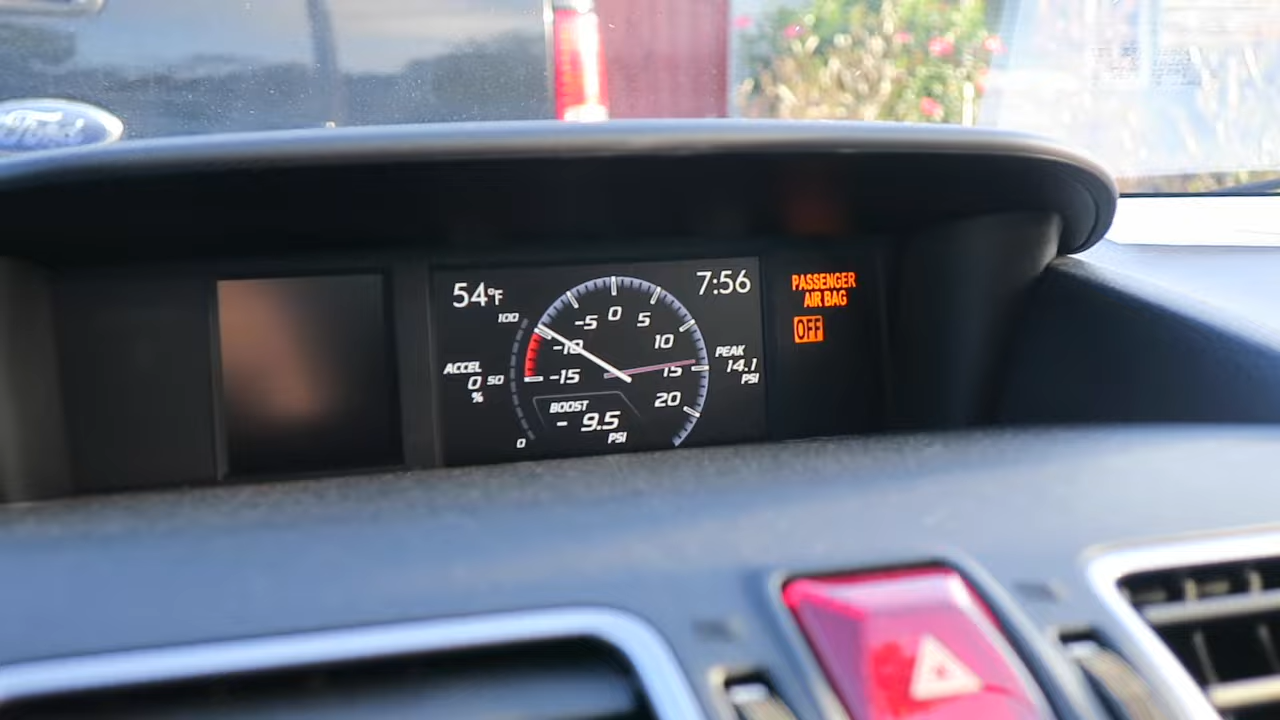 Ford
54°F
7:56
PASSENGER
AIR BAG
OFF
100
-5
0
5
-10
10
ACCEL
0
%
50
-15
15
PEAK
14.1
PSI
20
BOOST
- 9.5
PSI
0